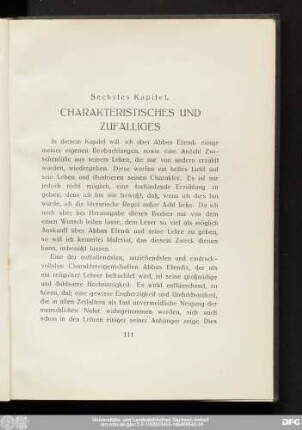 Sechstes Kapitel.
CHARAKTERISTISCHES UND
ZUFÄLLIGES
In diesem Kapitel will ich über Abbas Efendi einige
meiner eigenen Beobachtungen, sowie eine Anzahl Zwi-
schenfälle aus seinem Leben, die mir von andern erzählt
wurden, wiedergeben. Diese werfen ein helles Licht auf
sein Leben und illustrieren seinen Charakter. Es ist mir
jedoch nicht möglich, eine fortlaufende Erzählung zu
geben, denn ich bin mir bewußt, daß, wenn ich dies tun
würde, ich die literarische Regel außer Acht ließe. Da ich
mich aber bei Herausgabe dieses Buches nur von dem
einen Wunsch leiten lasse, dem Leser so viel als möglich
Auskunft über Abbas Efendi und seine Lehre zu geben,
so will ich keinerlei Material, das diesem Zweck dienen
kann, unbenutzt lassen.
Eine der auffallendsten, anziehendsten und eindruck-
vollsten Charaktereigenschaften Abbas Efendis, der als
ein religiöser Lehrer betrachtet wird, ist seine großmütige
und duldsame Hochsinnigkeit. Es wirkt enttäuschend, zu
hören, daß eine gewisse Engherzigkeit und Unduldsamkeit,
die in allen Zeitaltern als fast unvermeidliche Neigung der
menschlichen Natur wahrgenommen werden, sich auch
schon in den Lehren einiger seiner Anhänger zeige. Dies
111